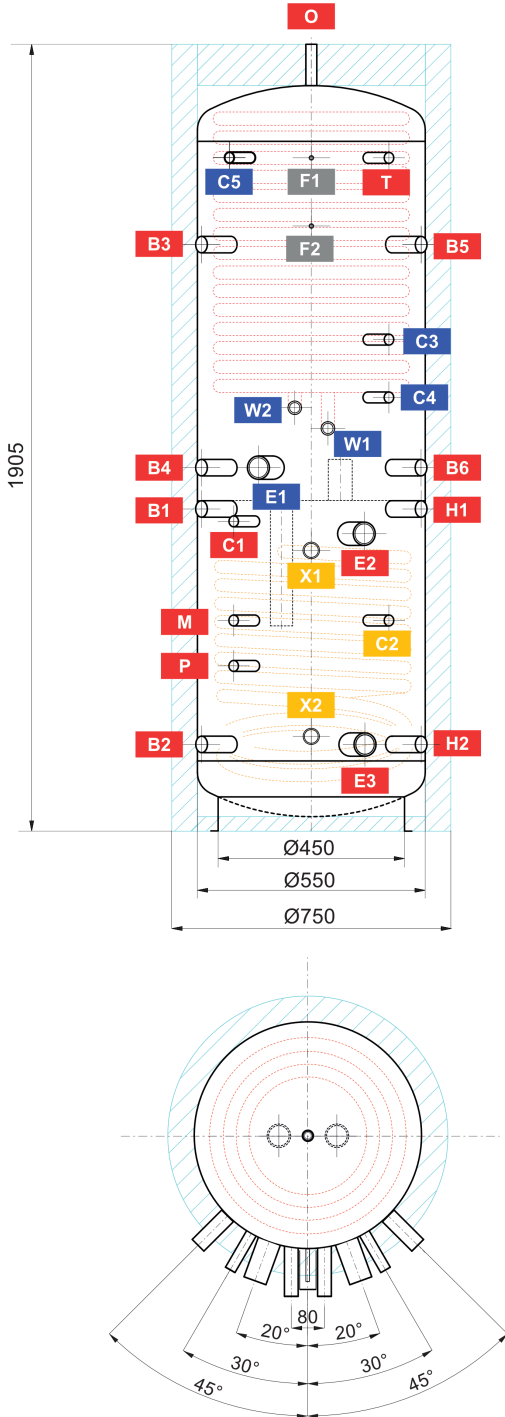 O
C5 F1 T
B3 F2 B5
C3
C4
W2
W1
B4 B6
E1
B1 H1
C1 E2
X1
M C2
P
X2
B2 H2
E3
1905
Ø450
Ø550
Ø750
80
20° 20°
30° 30°
45° 45°